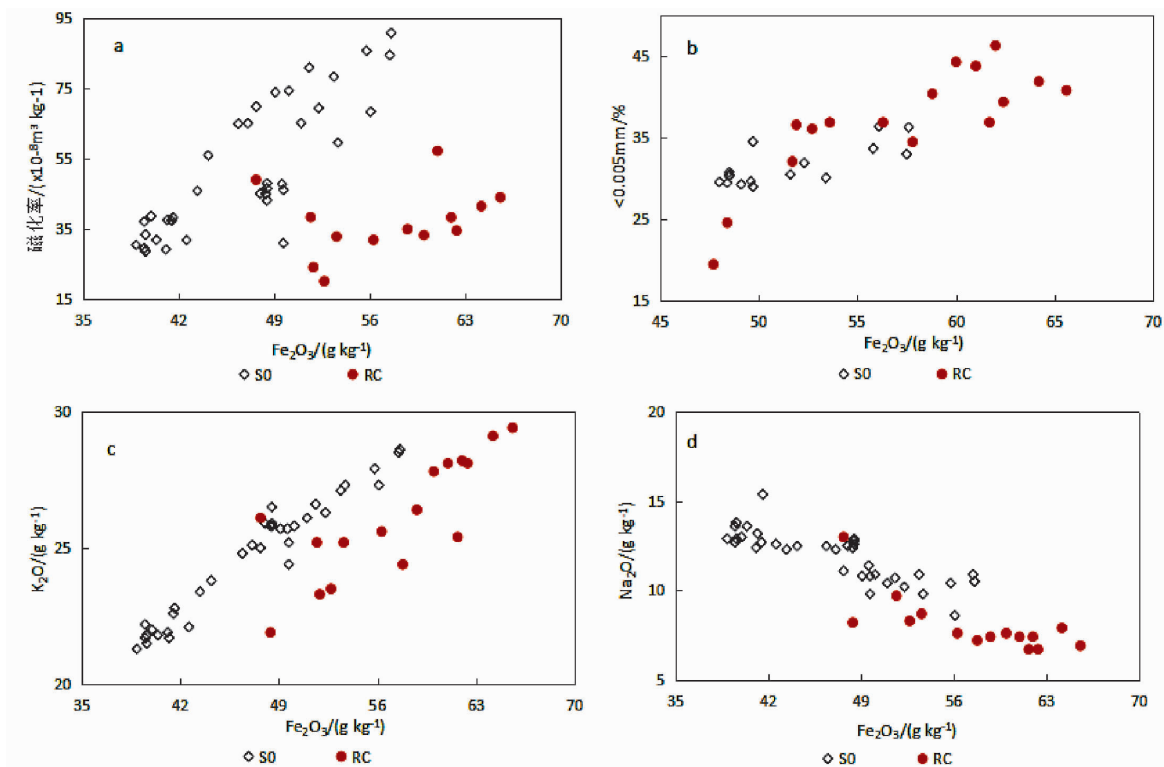 a
95
75
55
35
15
磁化率/(x10⁻⁸m³ kg-1)
35 42 49 56 63 70
Fe₂O₃/(g kg⁻¹)
S0 RC
b
45
35
25
15
<0.005mm/%
45 50 55 60 65 70
Fe₂O₃/(g kg⁻¹)
S0 RC
c
30
25
20
K₂O/(g kg⁻¹)
35 42 49 56 63 70
Fe₂O₃/(g kg⁻¹)
S0 RC
d
20
15
10
5
Na₂O/(g kg⁻¹)
35 42 49 56 63 70
Fe₂O₃/(g kg⁻¹)
S0 RC